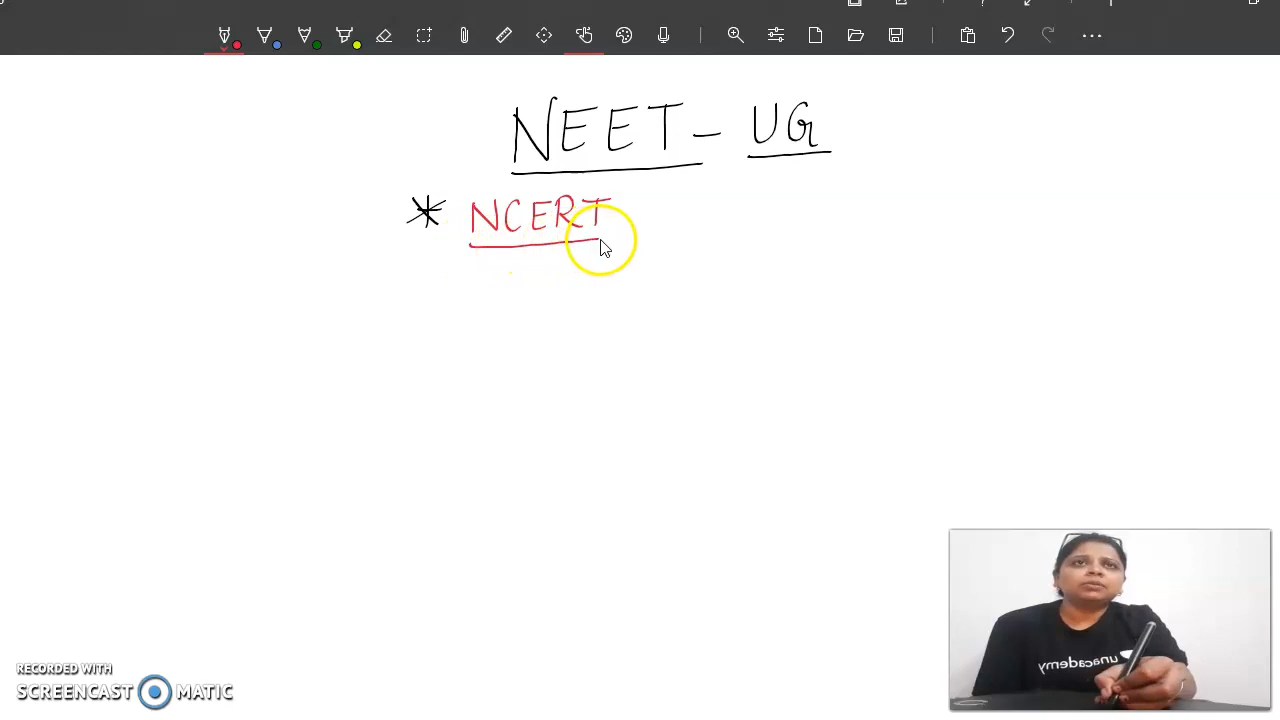 NEET - UG
* NCERT
unacademy
RECORDED WITH
SCREENCAST MATIC